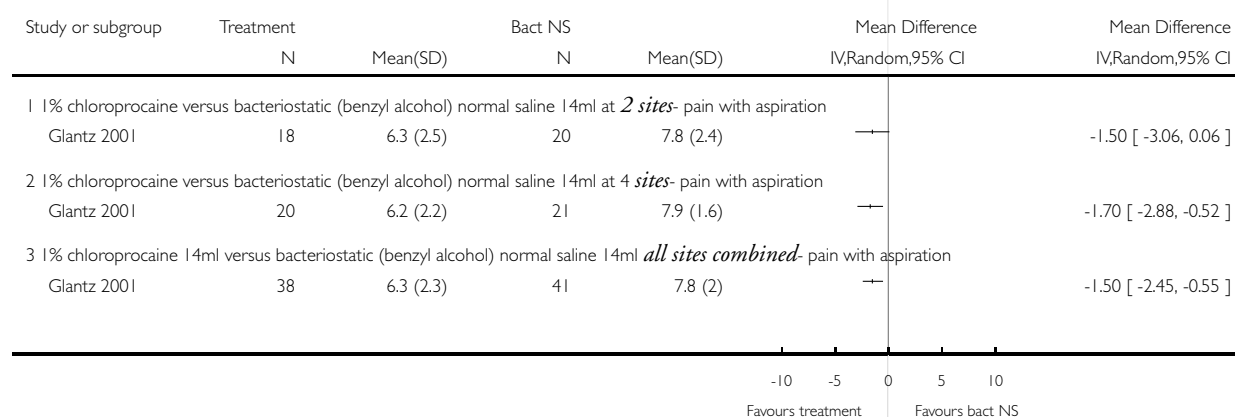 Study or subgroup Treatment Bact NS Mean Difference Mean Difference
N Mean(SD) N Mean(SD) IV,Random,95% CI IV,Random,95% CI
1 1% chloroprocaine versus bacteriostatic (benzyl alcohol) normal saline 14ml at 2 sites- pain with aspiration
Glantz 2001 18 6.3 (2.5) 20 7.8 (2.4) -1.50 [ -3.06, 0.06 ]
2 1% chloroprocaine versus bacteriostatic (benzyl alcohol) normal saline 14ml at 4 sites- pain with aspiration
Glantz 2001 20 6.2 (2.2) 21 7.9 (1.6) -1.70 [ -2.88, -0.52 ]
3 1% chloroprocaine 14ml versus bacteriostatic (benzyl alcohol) normal saline 14ml all sites combined- pain with aspiration
Glantz 2001 38 6.3 (2.3) 41 7.8 (2) -1.50 [ -2.45, -0.55 ]
-10 -5 0 5 10
Favours treatment Favours bact NS